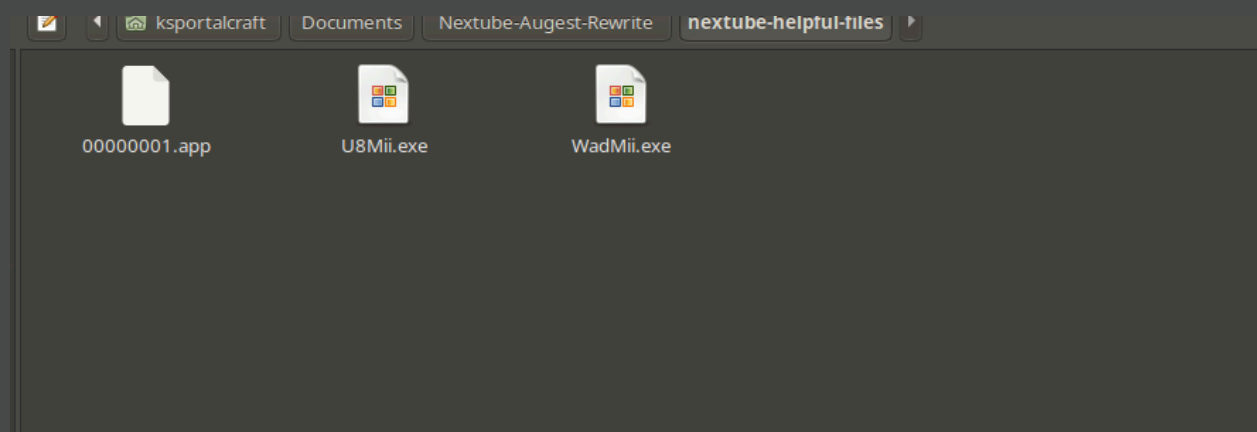 ksportalcraft Documents Nextube-Augest-Rewrite nextube-helpful-files
00000001.app U8Mii.exe WadMii.exe